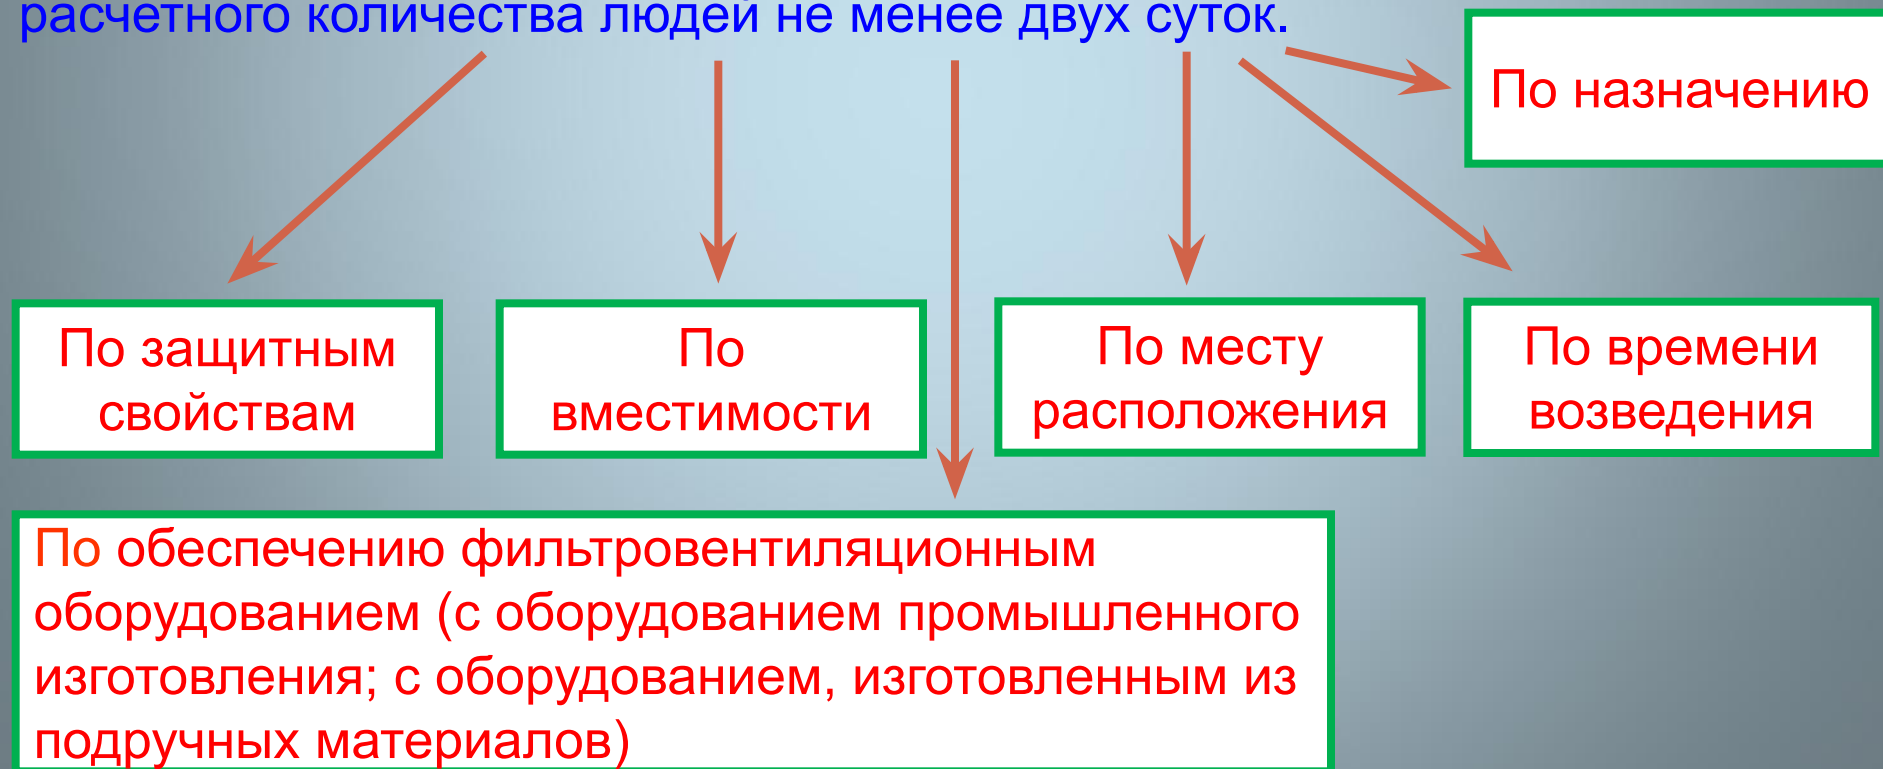 расчетного количества людей не менее двух суток.
По назначению
По защитным
свойствам
По
вместимости
По месту
расположения
По времени
возведения
По обеспечению фильтровентиляционным
оборудованием (с оборудованием промышленного
изготовления; с оборудованием, изготовленным из
подручных материалов)